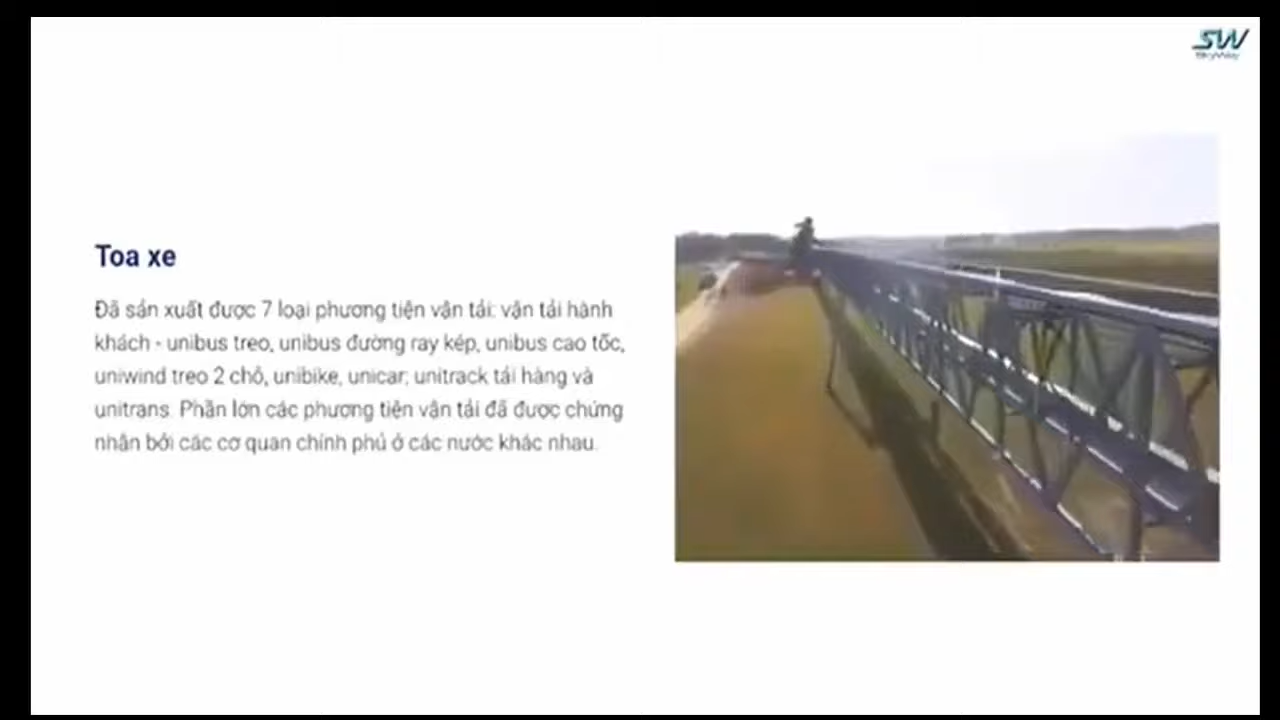 SW
SkyWay
Toa xe
Đã sản xuất được 7 loại phương tiện vận tải: vận tải hành
khách - unibus treo, unibus đường ray kép, unibus cao tốc,
uniwind treo 2 chỗ, unibike, unicar; unitrack tải hàng và
unitrans. Phần lớn các phương tiện vận tải đã được chứng
nhận bởi các cơ quan chính phủ ở các nước khác nhau.